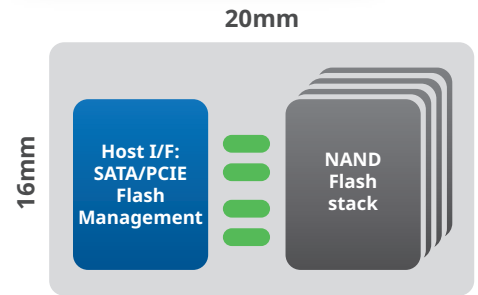 20mm
16mm
Host I/F:
SATA/PCIE
Flash
Management
NAND
Flash
stack